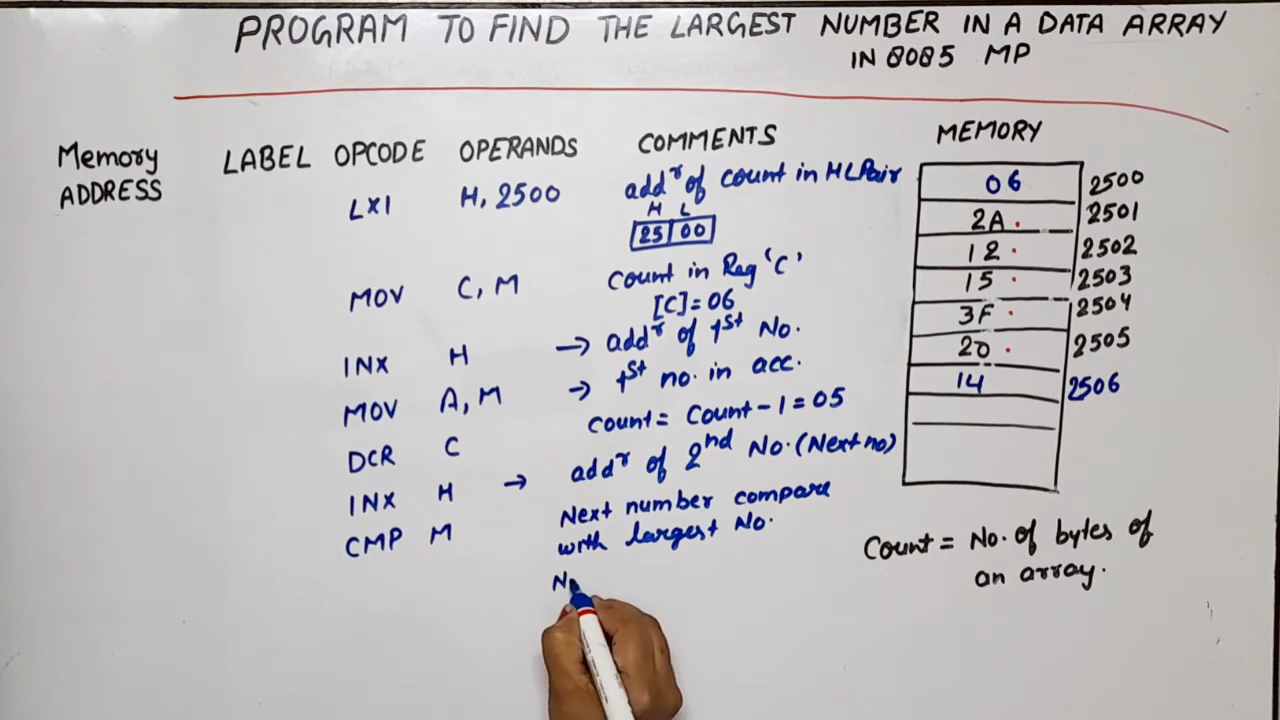 PROGRAM TO FIND THE LARGEST NUMBER IN A DATA ARRAY
IN 8085 MP
Memory ADDRESS LABEL OPCODE OPERANDS COMMENTS
LXI H, 2500 addr of count in HL Pair
H L
25 00
MOV C, M Count in Reg 'C'
[C]=06
INX H → addr of 1st No.
MOV A, M → 1st no. in acc.
DCR C Count = Count - 1 = 05
INX H → addr of 2nd No. (Next no)
CMP M Next number compare
with largest No.
N
MEMORY
06 2500
2A 2501
12 2502
15 2503
3F 2504
20 2505
14 2506
Count = No. of bytes of
an array.